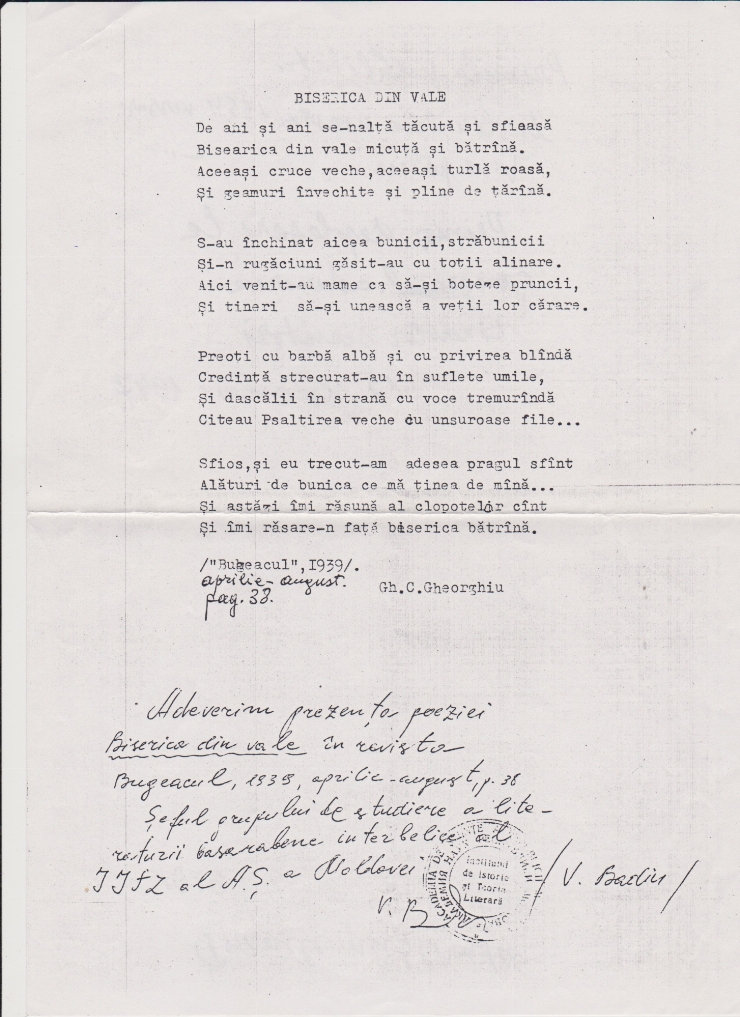 BISERICA DIN VALE
De ani și ani se-nalță tăcută și sfioasă
Bisearica din vale micuță și bătrînă.
Aceeași cruce veche,aceeași turlă roasă,
Și geamuri învechite și pline de țărînă.
S-au închinat aicea bunicii,străbunicii
Și-n rugăciuni găsit-au cu totii alinare.
Aici venit-au mame ca să-și boteze pruncii,
Și tineri să-și unească a veții lor cărare.
Preoti cu barbă albă și cu privirea blîndă
Credință strecurat-au în suflete umile,
Și dascălii în strană cu voce tremurîndă
Citeau Psaltirea veche cu unsuroase file...
Sfios,și eu trecut-am adesea pragul sfînt
Alături de bunica ce mă ținea de mînă...
Și astăzi îmi răsună al clopotelor cînt
Și îmi răsare-n față biserica bătrînă.
/"Bugeacul",I939/.
aprilie-august.
pag. 38.
Gh.C.Gheorghiu
Adeverim prezența poeziei
Biserica din vale în revista
Bugeacul, 1939, aprilie-august, p. 38
Șeful grupului de studiere a lite-
raturii basarabene interbelice al
IIFL al A.Ș. a Moldovei
V. B
/V. Badiu/
Institutul
de Istorie
și Teorie
Literară